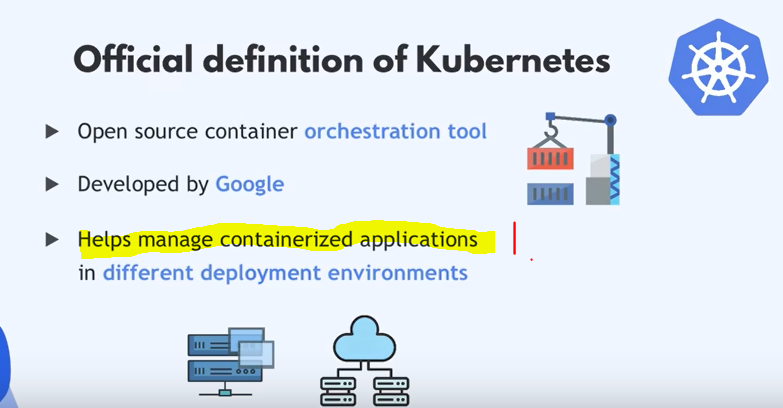 Official definition of Kubernetes
Open source container orchestration tool
Developed by Google
Helps manage containerized applications
in different deployment environments